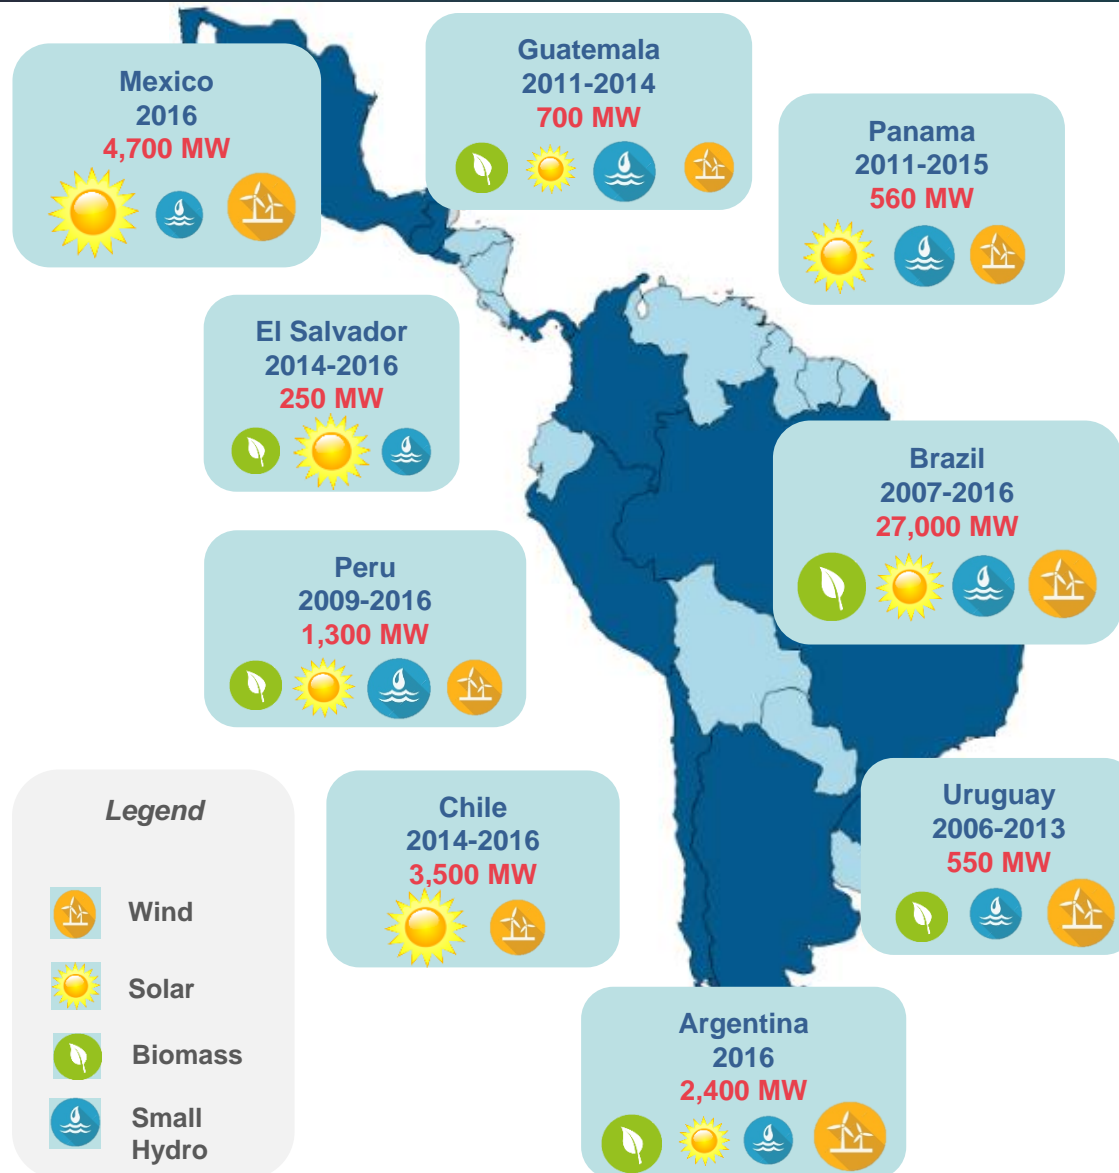 Mexico
2016
4,700 MW
Guatemala
2011-2014
700 MW
Panama
2011-2015
560 MW
El Salvador
2014-2016
250 MW
Brazil
2007-2016
27,000 MW
Peru
2009-2016
1,300 MW
Chile
2014-2016
3,500 MW
Uruguay
2006-2013
550 MW
Argentina
2016
2,400 MW
Legend
Wind
Solar
Biomass
Small
Hydro